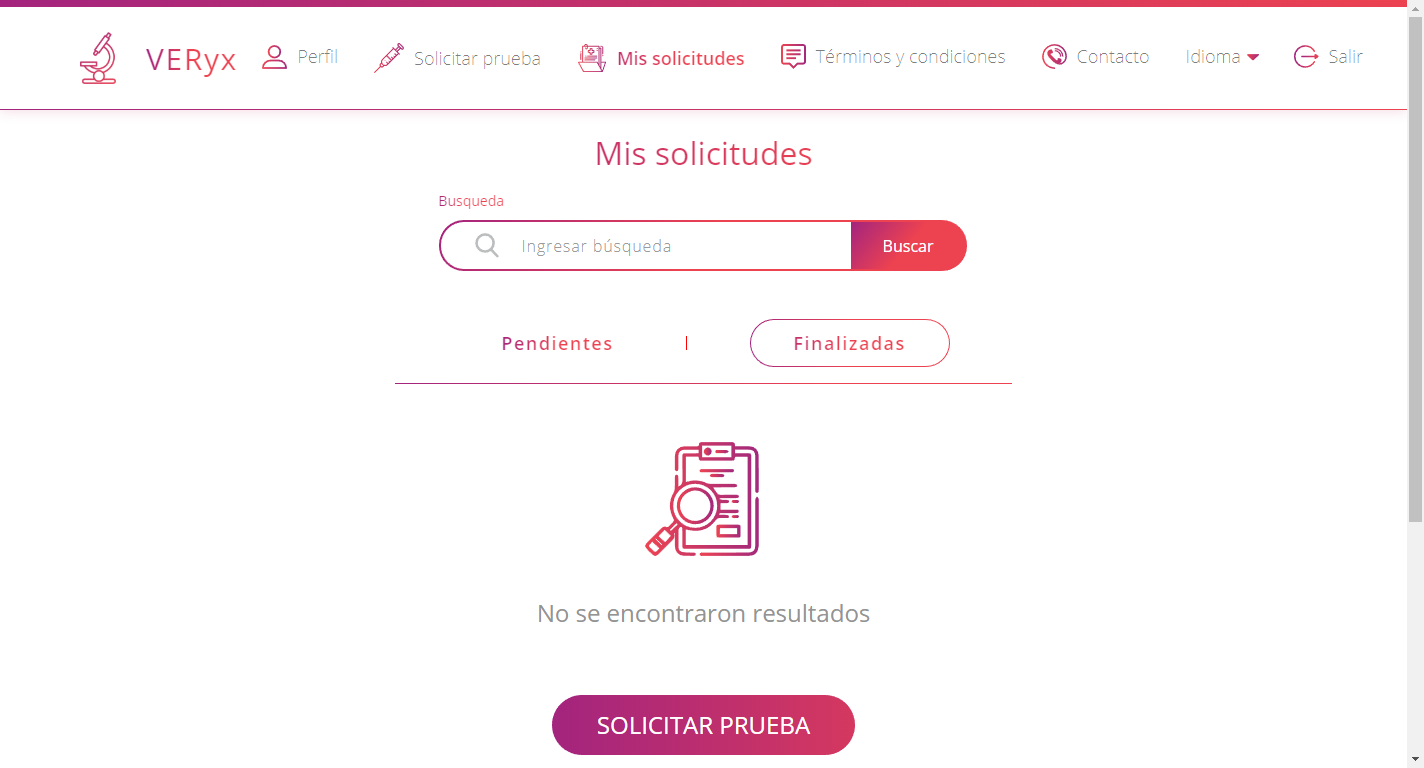 VERyx
Perfil
Solicitar prueba
Mis solicitudes
Términos y condiciones
Contacto
Idioma
Salir
Mis solicitudes
Busqueda
Ingresar búsqueda
Buscar
Pendientes
Finalizadas
No se encontraron resultados
SOLICITAR PRUEBA